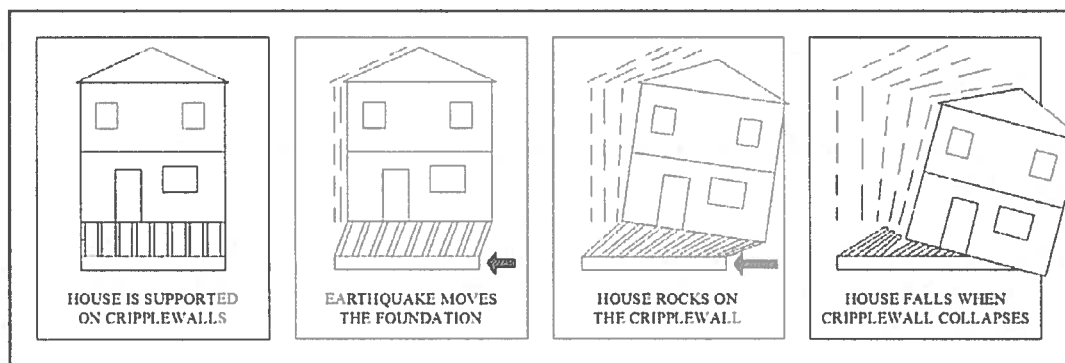 HOUSE IS SUPPORTED
ON CRIPPLEWALLS
EARTHQUAKE MOVES
THE FOUNDATION
HOUSE ROCKS ON
THE CRIPPLEWALL
HOUSE FALLS WHEN
CRIPPLEWALL COLLAPSES